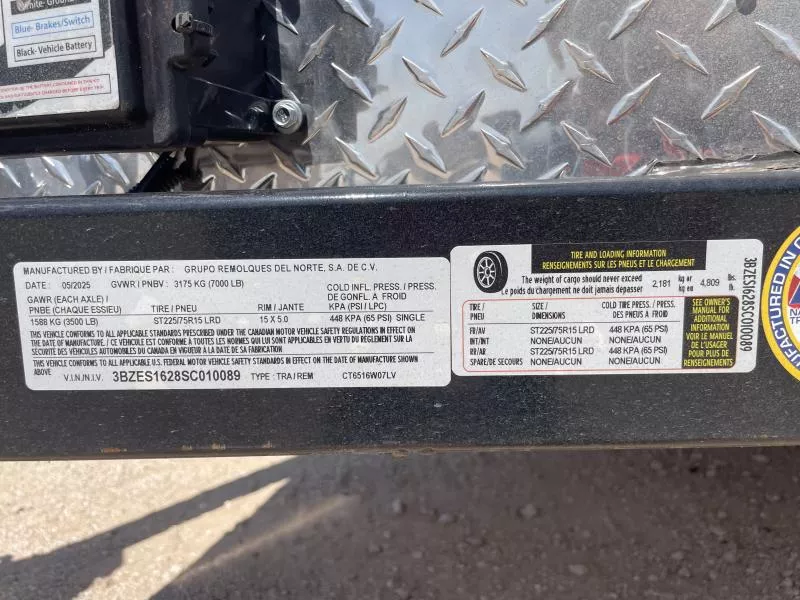 White- Ground
Blue- Brakes/Switch
Black- Vehicle Battery
MANUFACTURED BY / FABRIQUE PAR : GRUPO REMOLQUES DEL NORTE, S.A. DE C.V.
DATE : 05/2025 GVWR / PNBV : 3175 KG (7000 LB)
GAWR (EACH AXLE) /
PNBE (CHAQUE ESSIEU) TIRE / PNEU RIM / JANTE
COLD INFL. PRESS. / PRESS.
DE GONFL. A FROID
KPA (PSI / LPC)
1588 KG (3500 LB) ST225/75R15 LRD 15 X 5.0 448 KPA (65 PSI) SINGLE
THIS VEHICLE CONFORMS TO ALL APPLICABLE STANDARDS PRESCRIBED UNDER THE CANADIAN MOTOR VEHICLE SAFETY REGULATIONS IN EFFECT ON
THE DATE OF MANUFACTURE. / CE VEHICULE EST CONFORME A TOUTES LES NORMES QUI LUI SONT APPLICABLES EN VERTU DU REGLEMENT SUR LA
SECURITE DES VEHICULES AUTOMOBILES DU CANADA EN VIGUEUR A LA DATE DE SA FABRICATION
THIS VEHICLE CONFORMS TO ALL APPLICABLE U.S. FEDERAL MOTOR VEHICLE SAFETY STANDARDS IN EFFECT ON THE DATE OF MANUFACTURE SHOWN
ABOVE
V.I.N./N.I.V. 3BZES1628SC010089 TYPE : TRA / REM CT6516W07LV
TIRE AND LOADING INFORMATION
RENSEIGNEMENTS SUR LES PNEUS ET LE CHARGEMENT
The weight of cargo should never exceed
Le poids du chargement ne doit jamais dépasser
2,181 kg or
kg ou 4,809 lbs.
lb.
TIRE /
PNEU SIZE /
DIMENSIONS COLD TIRE PRESS. /
DES PNEUS A FROID
FR/AV ST225/75R15 LRD 448 KPA (65 PSI)
INT/INT NONE/AUCUN NONE/AUCUN
RR/AR ST225/75R15 LRD 448 KPA (65 PSI)
SPARE/DE SECOURS NONE/AUCUN NONE/AUCUN
SEE OWNER'S
MANUAL FOR
ADDITIONAL
INFORMATION
VOIR LE MANUEL
DE L'USAGER
POUR PLUS DE
RENSEIGNEMENTS
3BZES1628SC010089